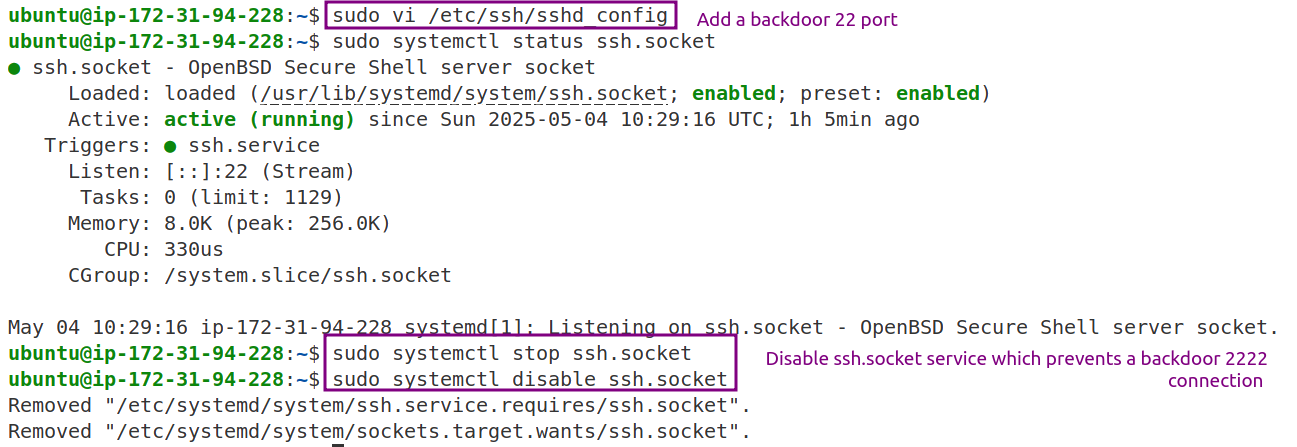 ubuntu@ip-172-31-94-228:~$ sudo vi /etc/ssh/sshd_config Add a backdoor 22 port
ubuntu@ip-172-31-94-228:~$ sudo systemctl status ssh.socket
● ssh.socket - OpenBSD Secure Shell server socket
Loaded: loaded (/usr/lib/systemd/system/ssh.socket; enabled; preset: enabled)
Active: active (running) since Sun 2025-05-04 10:29:16 UTC; 1h 5min ago
Triggers: ● ssh.service
Listen: [::]:22 (Stream)
Tasks: 0 (limit: 1129)
Memory: 8.0K (peak: 256.0K)
CPU: 330us
CGroup: /system.slice/ssh.socket
May 04 10:29:16 ip-172-31-94-228 systemd[1]: Listening on ssh.socket - OpenBSD Secure Shell server socket.
ubuntu@ip-172-31-94-228:~$ sudo systemctl stop ssh.socket Disable ssh.socket service which prevents a backdoor 2222
ubuntu@ip-172-31-94-228:~$ sudo systemctl disable ssh.socket connection
Removed "/etc/systemd/system/ssh.service.requires/ssh.socket".
Removed "/etc/systemd/system/sockets.target.wants/ssh.socket".